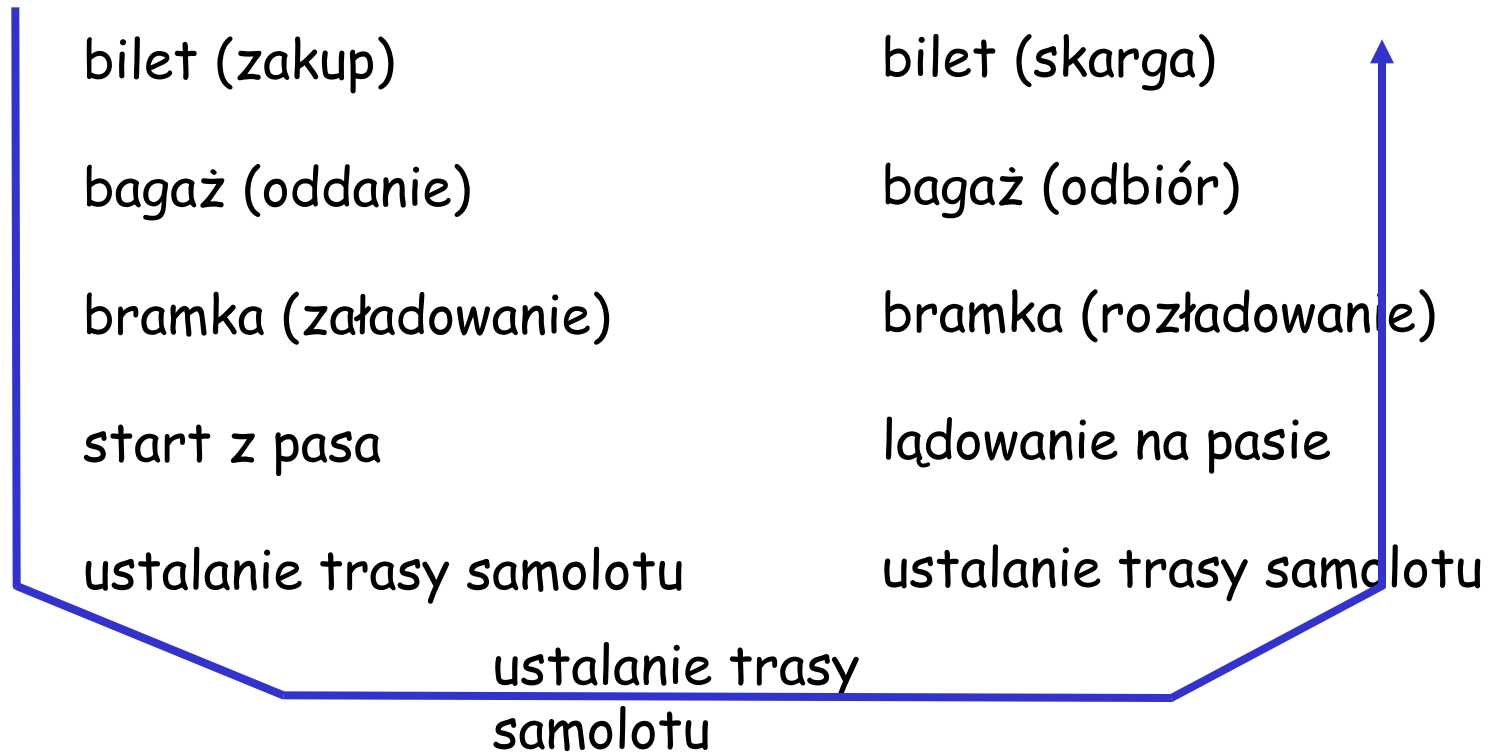 bilet (zakup)
bagaż (oddanie)
bramka (załadowanie)
start z pasa
ustalanie trasy samolotu
bilet (skarga)
bagaż (odbiór)
bramka (rozładowanie)
lądowanie na pasie
ustalanie trasy samolotu
ustalanie trasy
samolotu